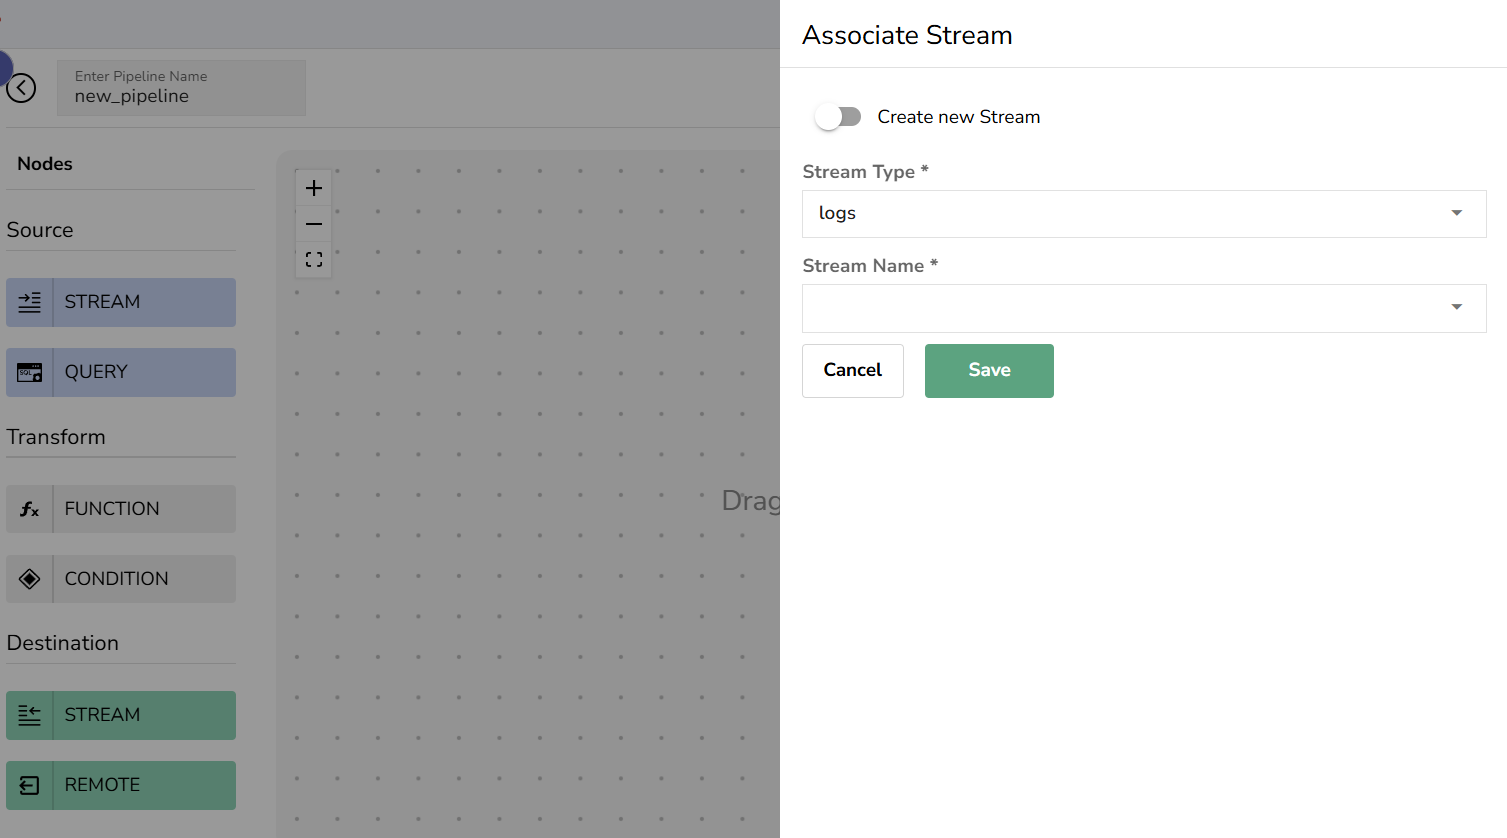 Enter Pipeline Name
new_pipeline
Nodes
Source
STREAM
QUERY
Transform
FUNCTION
CONDITION
Destination
STREAM
REMOTE
Drag
Associate Stream
Create new Stream
Stream Type *
logs
Stream Name *
Cancel
Save